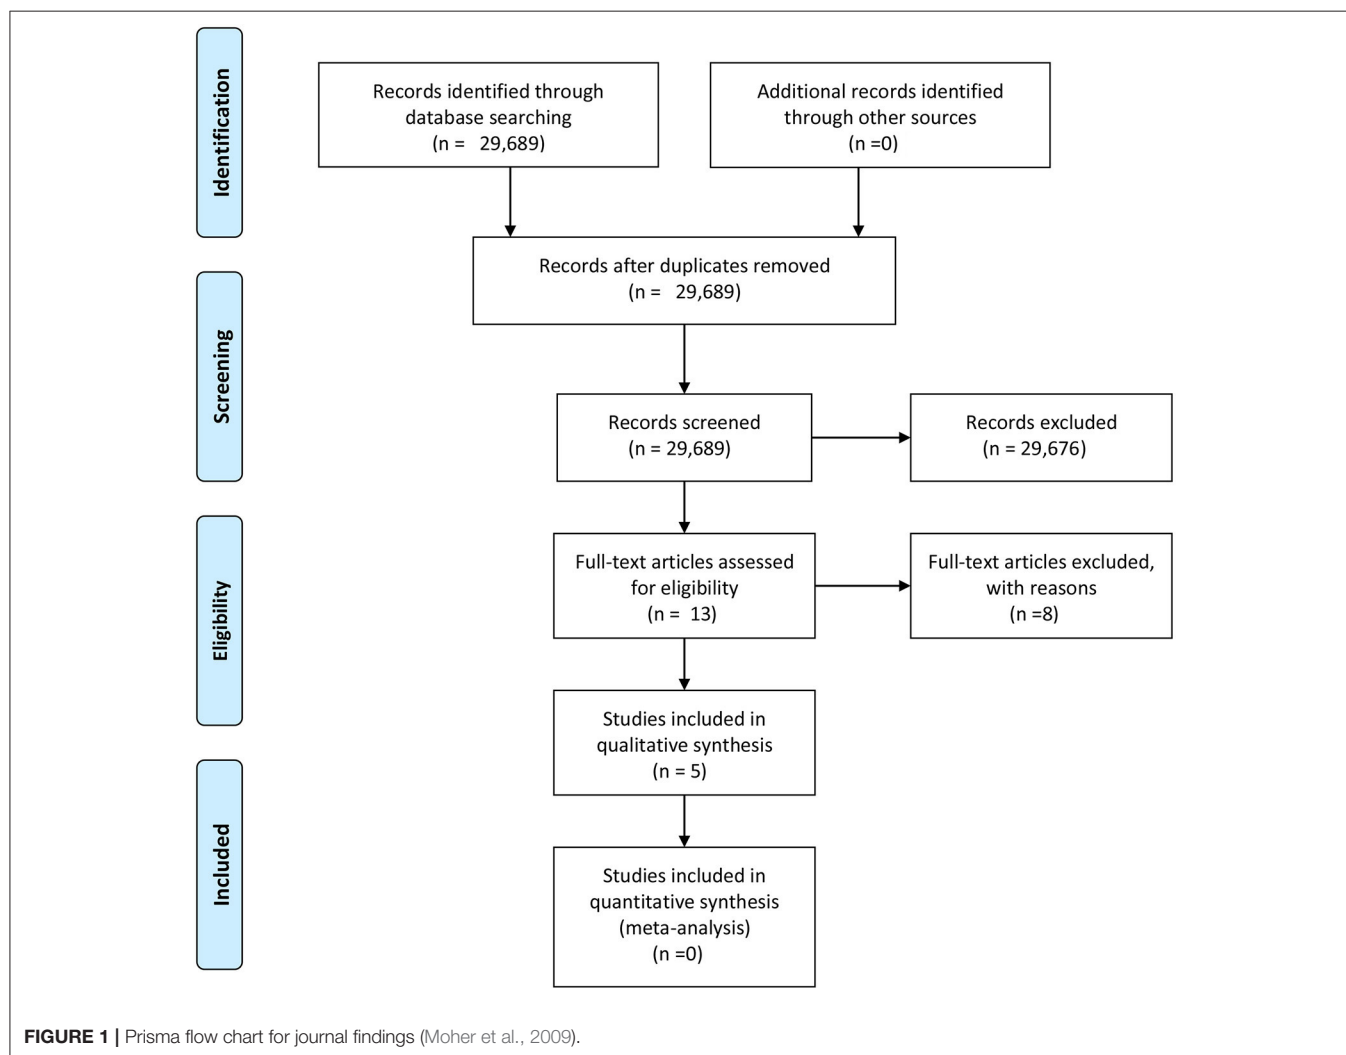 Identification
Records identified through
database searching
(n = 29,689)
Additional records identified
through other sources
(n =0)
Records after duplicates removed
(n = 29,689)
Screening
Records screened
(n = 29,689)
Records excluded
(n = 29,676)
Eligibility
Full-text articles assessed
for eligibility
(n = 13)
Full-text articles excluded,
with reasons
(n =8)
Studies included in
qualitative synthesis
(n = 5)
Included
Studies included in
quantitative synthesis
(meta-analysis)
(n =0)
FIGURE 1 | Prisma flow chart for journal findings (Moher et al., 2009).